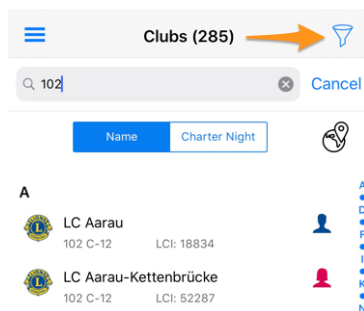 Clubs (285)
102
Cancel
Name
Charter Night
A
LC Aarau
102 C-12 LCI: 18834
LC Aarau-Kettenbrücke
102 C-12 LCI: 52287
A
D
F
I
K
N